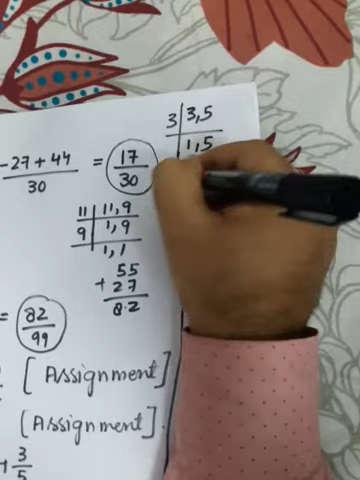 3 | 3,5
1,5
-27 + 44 / 30 = 17/30
11 | 11, 9
9 | 1, 9
1, 1
55
+ 27
82
= 82/99
[Assignment]
[Assignment].
+ 3/5